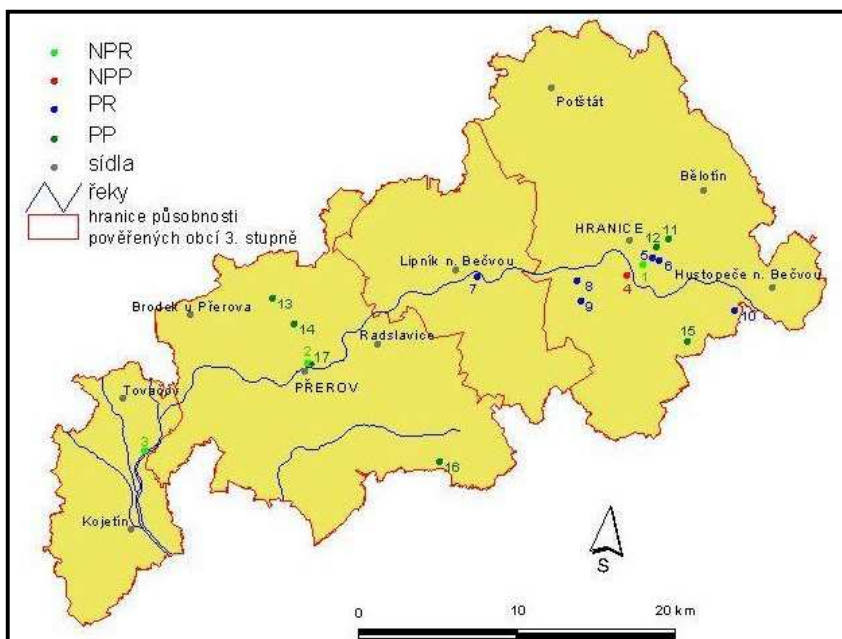 NPR
NPP
PR
PP
sídla
řeky
hranice působnosti
pověřených obcí 3. stupně
Potštát
Bělotín
HRANICE
12
11
5
6
1
4
Hustopeče n. Bečvou
Lipník n. Bečvou
7
8
9
10
15
13
Brodek u Přerova
14
Radslavice
2
17
PŘEROV
Tovačov
3
16
Kojetín
S
0
10
20 km